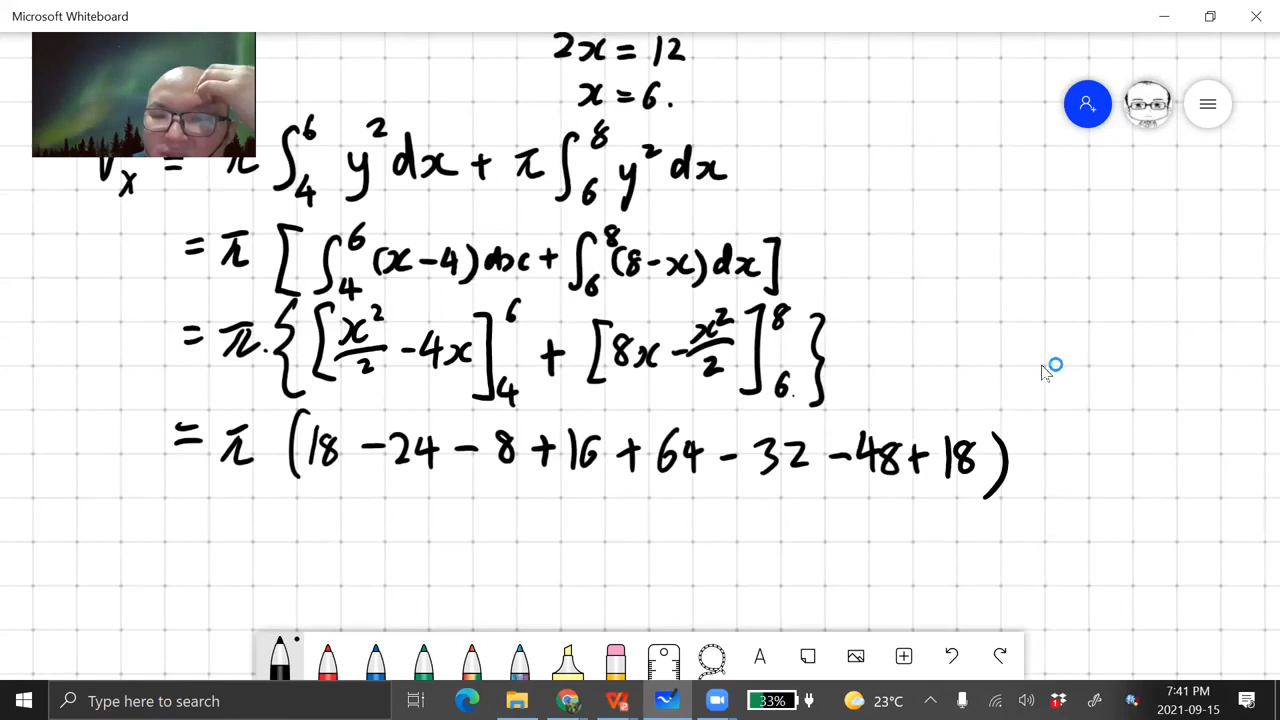 Microsoft Whiteboard
2x = 12
x = 6.
Vx = π ∫₄⁶ y² dx + π ∫₆⁸ y² dx
= π [ ∫₄⁶ (x - 4) dx + ∫₆⁸ (8 - x) dx ]
= π. { [ x²/2 - 4x ]₄⁶ + [ 8x - x²/2 ]₆⁸ }
= π (18 - 24 - 8 + 16 + 64 - 32 - 48 + 18)
A
Type here to search
33%
23°C
7:41 PM
2021-09-15